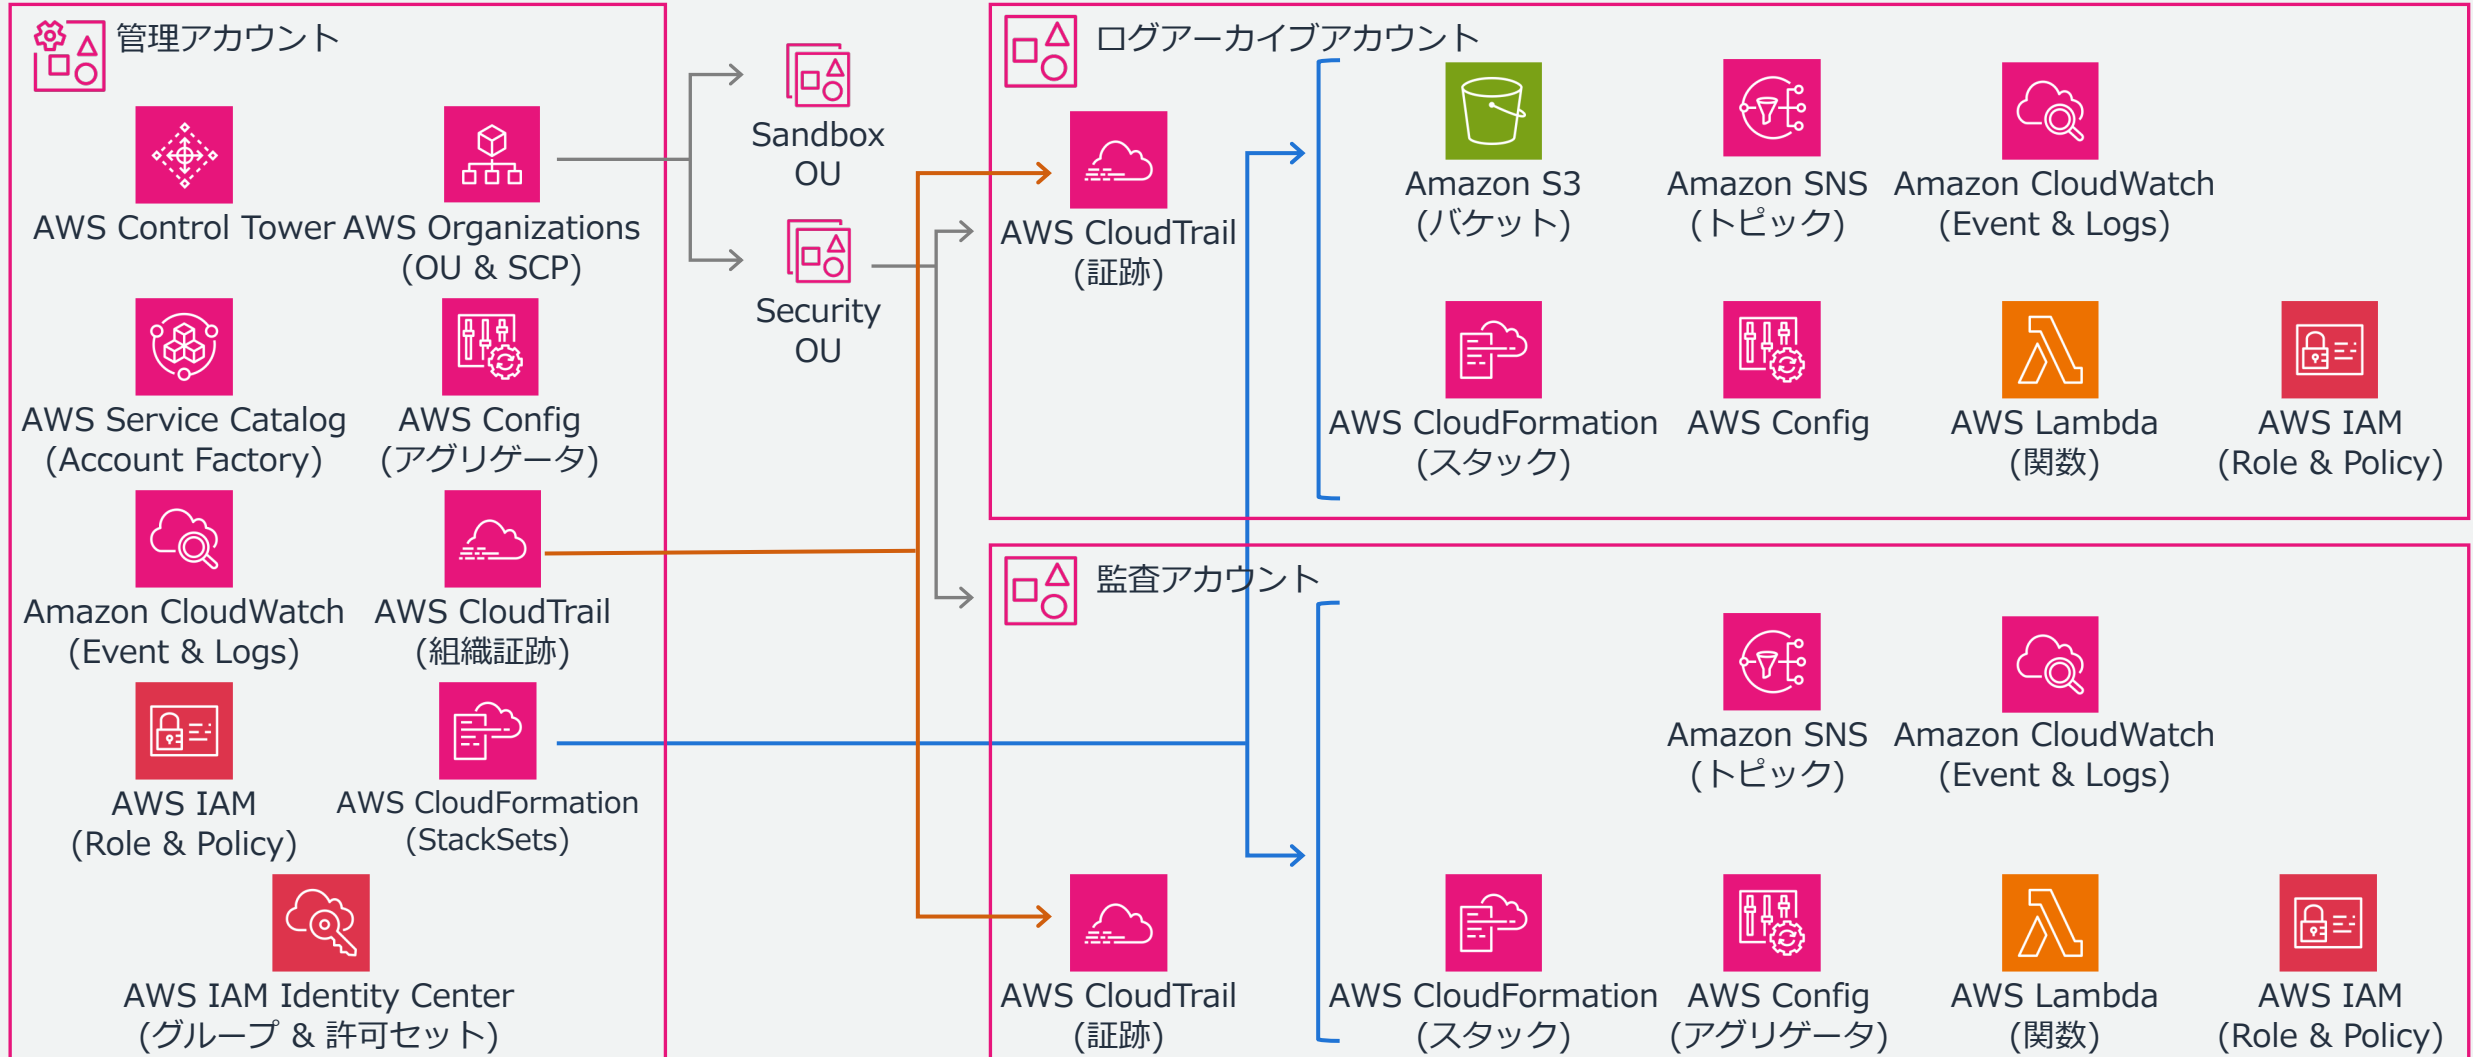 管理アカウント
AWS Control Tower
AWS Organizations
(OU & SCP)
AWS Service Catalog
(Account Factory)
AWS Config
(アグリゲータ)
Amazon CloudWatch
(Event & Logs)
AWS CloudTrail
(組織証跡)
AWS IAM
(Role & Policy)
AWS CloudFormation
(StackSets)
AWS IAM Identity Center
(グループ & 許可セット)
Sandbox
OU
Security
OU
ログアーカイブアカウント
AWS CloudTrail
(証跡)
Amazon S3
(バケット)
Amazon SNS
(トピック)
Amazon CloudWatch
(Event & Logs)
AWS CloudFormation
(スタック)
AWS Config
AWS Lambda
(関数)
AWS IAM
(Role & Policy)
監査アカウント
Amazon SNS
(トピック)
Amazon CloudWatch
(Event & Logs)
AWS CloudTrail
(証跡)
AWS CloudFormation
(スタック)
AWS Config
(アグリゲータ)
AWS Lambda
(関数)
AWS IAM
(Role & Policy)